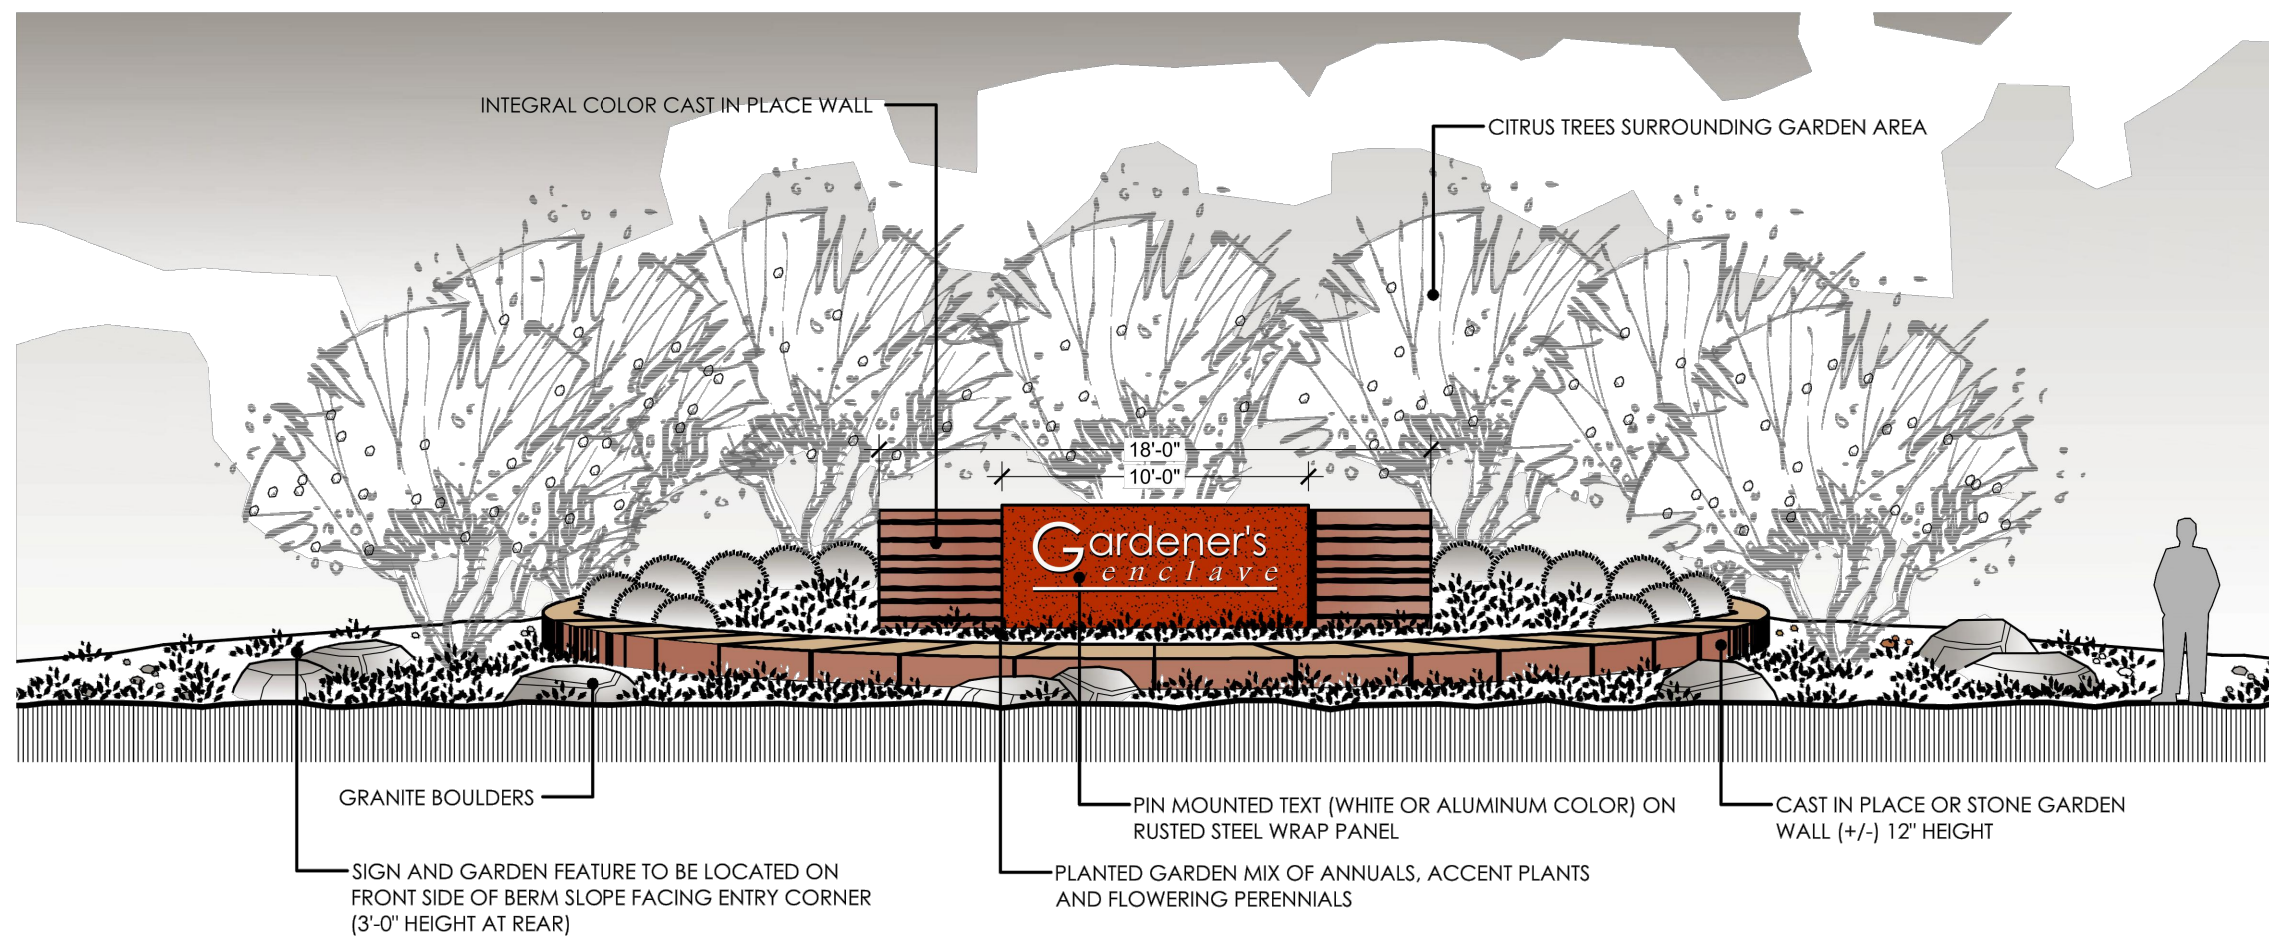 INTEGRAL COLOR CAST IN PLACE WALL
CITRUS TREES SURROUNDING GARDEN AREA
18'-0"
10'-0"
Gardener's
enclave
GRANITE BOULDERS
PIN MOUNTED TEXT (WHITE OR ALUMINUM COLOR) ON
RUSTED STEEL WRAP PANEL
CAST IN PLACE OR STONE GARDEN
WALL (+/-) 12" HEIGHT
SIGN AND GARDEN FEATURE TO BE LOCATED ON
FRONT SIDE OF BERM SLOPE FACING ENTRY CORNER
(3'-0" HEIGHT AT REAR)
PLANTED GARDEN MIX OF ANNUALS, ACCENT PLANTS
AND FLOWERING PERENNIALS